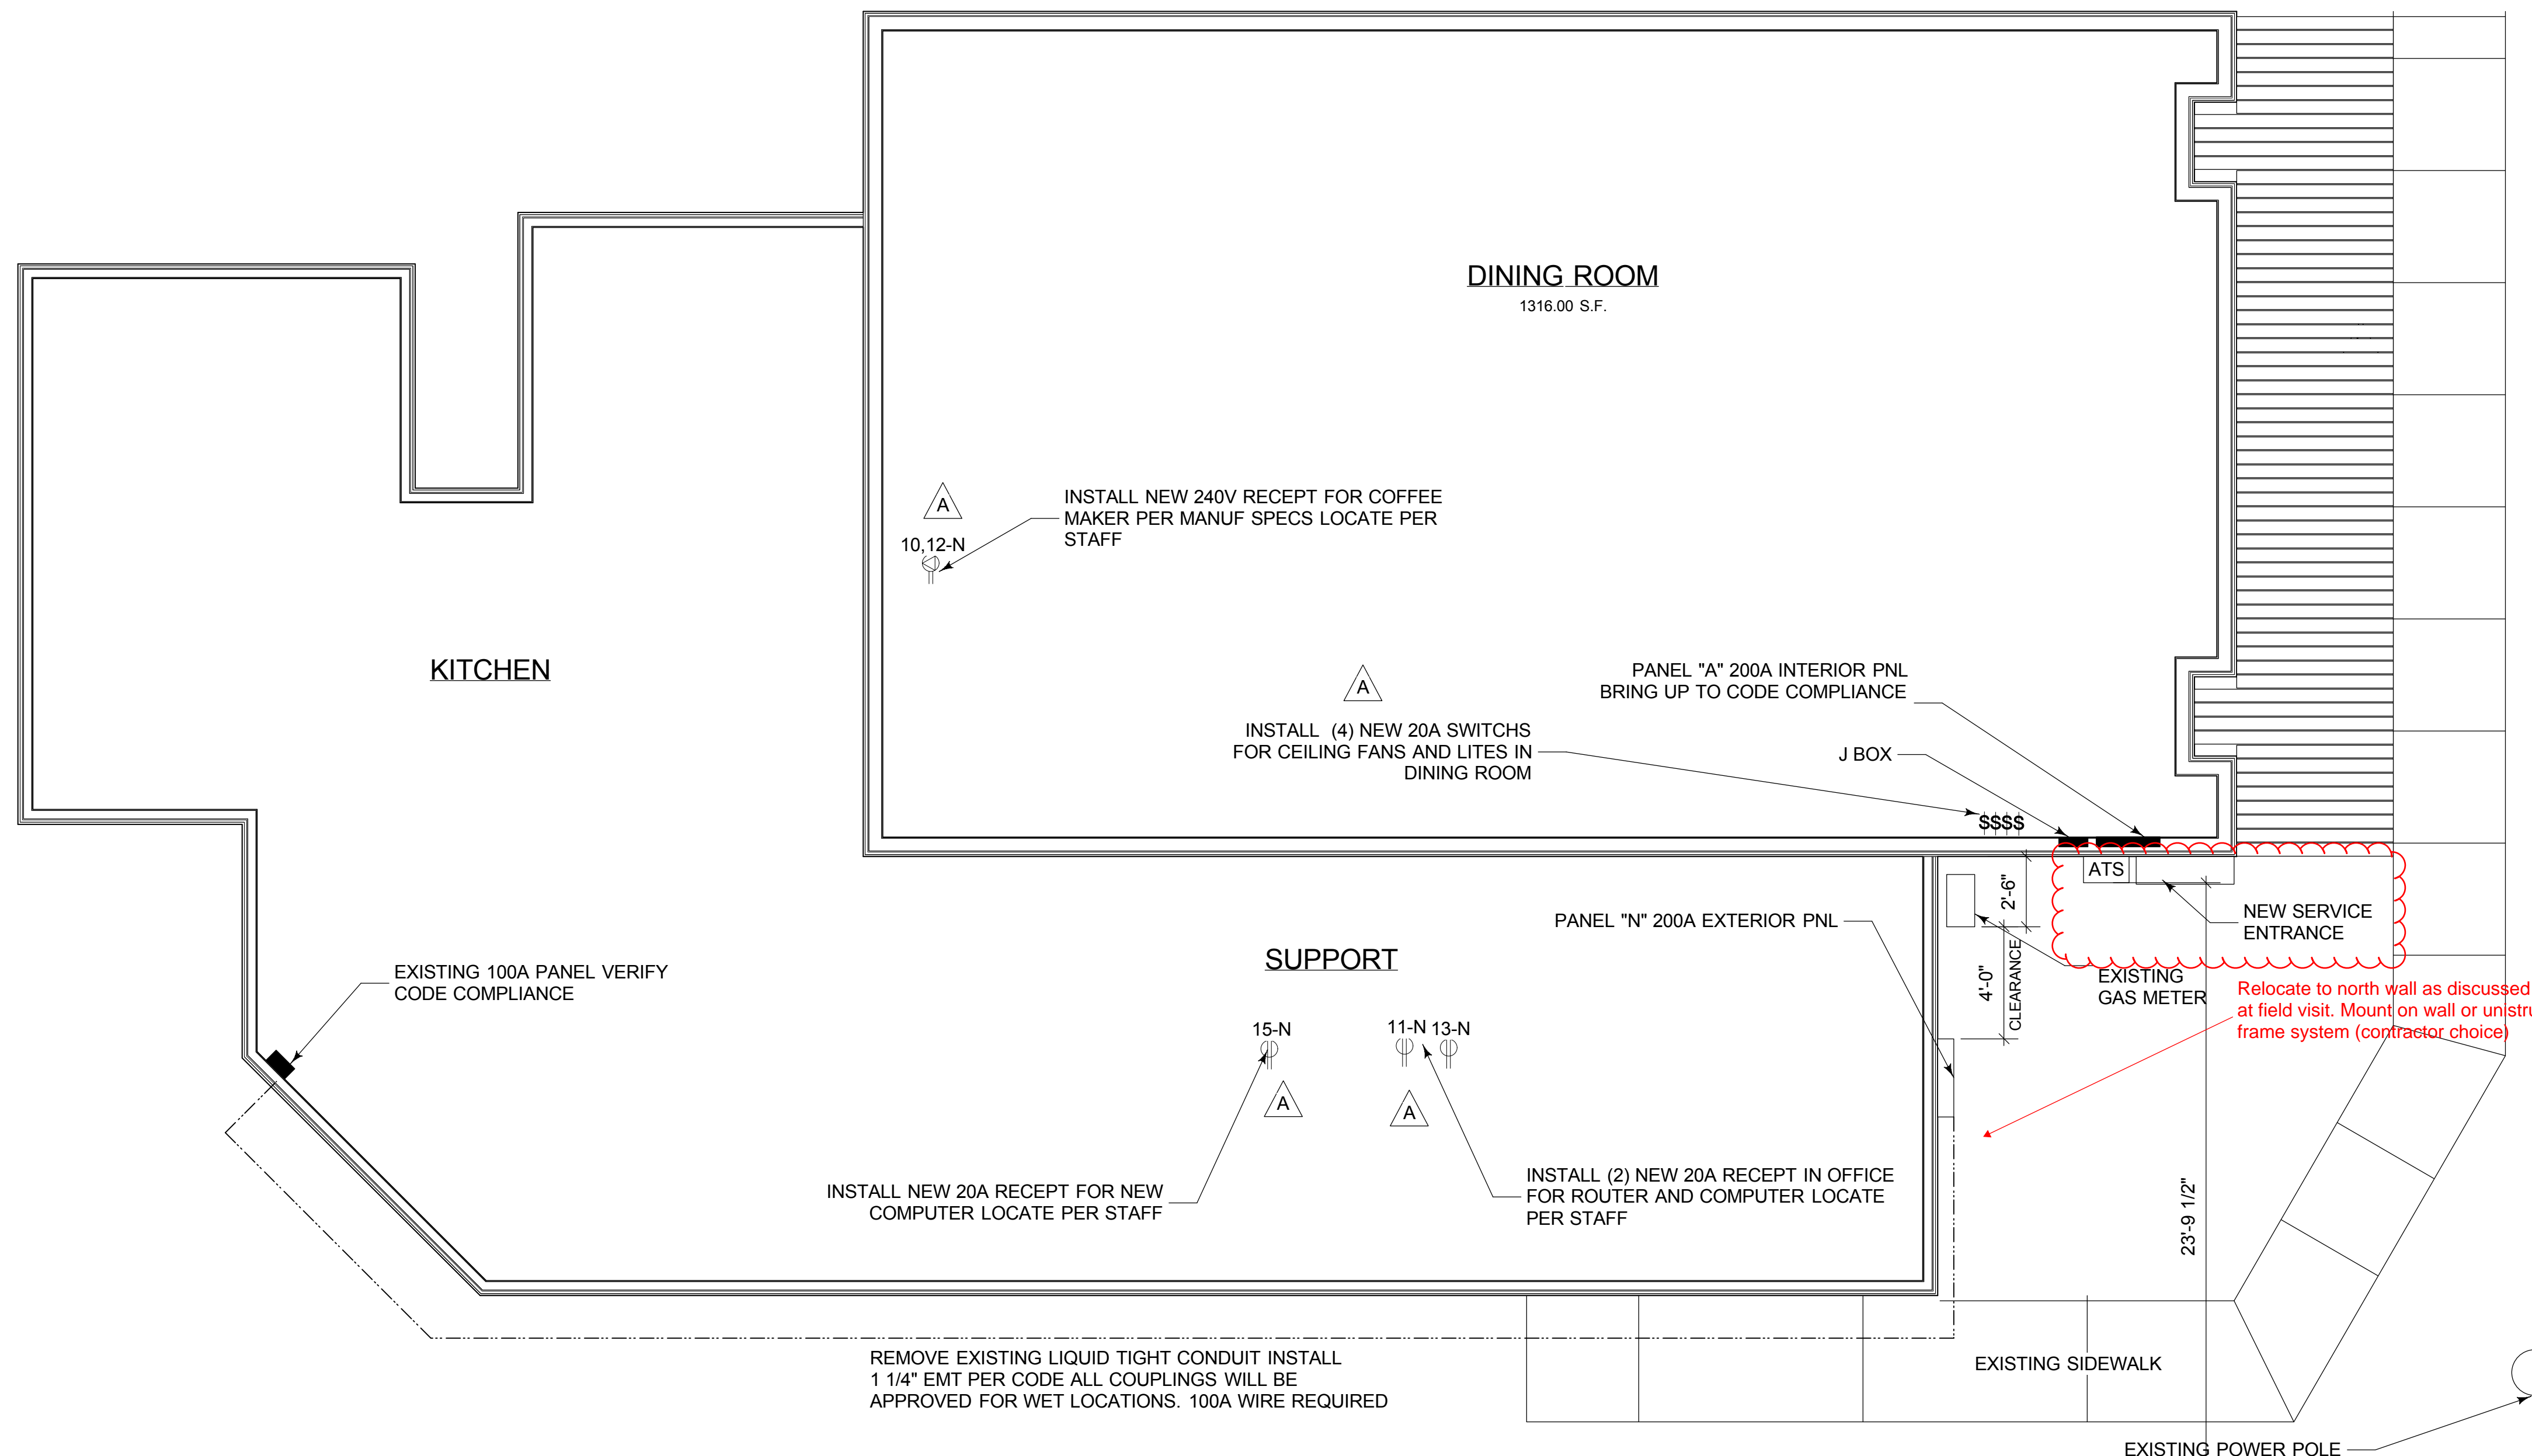 DINING ROOM
1316.00 S.F.
A
INSTALL NEW 240V RECEPT FOR COFFEE
MAKER PER MANUF SPECS LOCATE PER
STAFF
10,12-N
KITCHEN
A
PANEL "A" 200A INTERIOR PNL
BRING UP TO CODE COMPLIANCE
INSTALL (4) NEW 20A SWITCHS
FOR CEILING FANS AND LITES IN
DINING ROOM
J BOX
$$$$
ATS
2'-6"
NEW SERVICE
ENTRANCE
PANEL "N" 200A EXTERIOR PNL
SUPPORT
EXISTING 100A PANEL VERIFY
CODE COMPLIANCE
4'-0"
CLEARANCE
EXISTING
GAS METER
Relocate to north wall as discussed
at field visit. Mount on wall or unistru
frame system (contractor choice)
15-N
11-N 13-N
A
A
INSTALL NEW 20A RECEPT FOR NEW
COMPUTER LOCATE PER STAFF
INSTALL (2) NEW 20A RECEPT IN OFFICE
FOR ROUTER AND COMPUTER LOCATE
PER STAFF
23'-9 1/2"
REMOVE EXISTING LIQUID TIGHT CONDUIT INSTALL
1 1/4" EMT PER CODE ALL COUPLINGS WILL BE
APPROVED FOR WET LOCATIONS. 100A WIRE REQUIRED
EXISTING SIDEWALK
EXISTING POWER POLE